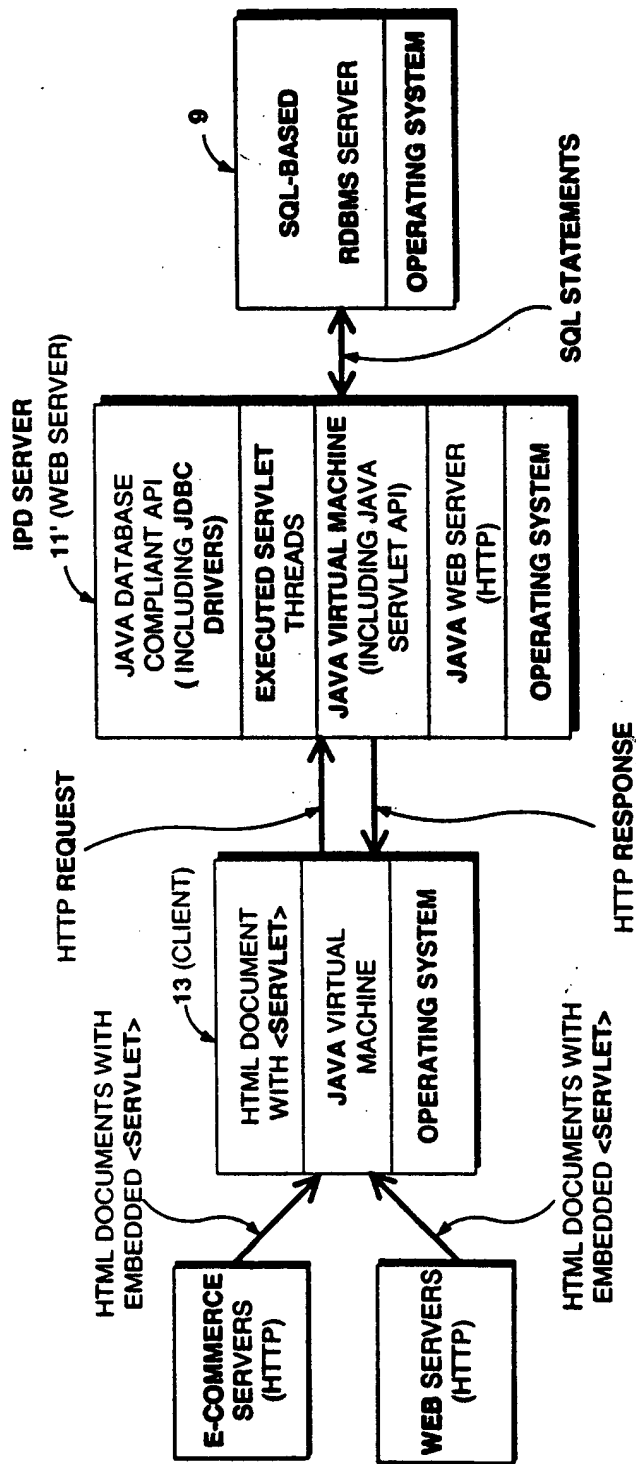 E-COMMERCE
SERVERS
(HTTP)
WEB SERVERS
(HTTP)
HTML DOCUMENTS WITH
EMBEDDED <SERVLET>
HTML DOCUMENTS WITH
EMBEDDED <SERVLET>
13 (CLIENT)
HTML DOCUMENT
WITH <SERVLET>
JAVA VIRTUAL
MACHINE
OPERATING SYSTEM
HTTP REQUEST
HTTP RESPONSE
IPD SERVER
11' (WEB SERVER)
JAVA DATABASE
COMPLIANT API
( INCLUDING JDBC
DRIVERS)
EXECUTED SERVLET
THREADS
JAVA VIRTUAL MACHINE
(INCLUDING JAVA
SERVLET API)
JAVA WEB SERVER
(HTTP)
OPERATING SYSTEM
SQL STATEMENTS
9
SQL-BASED
RDBMS SERVER
OPERATING SYSTEM